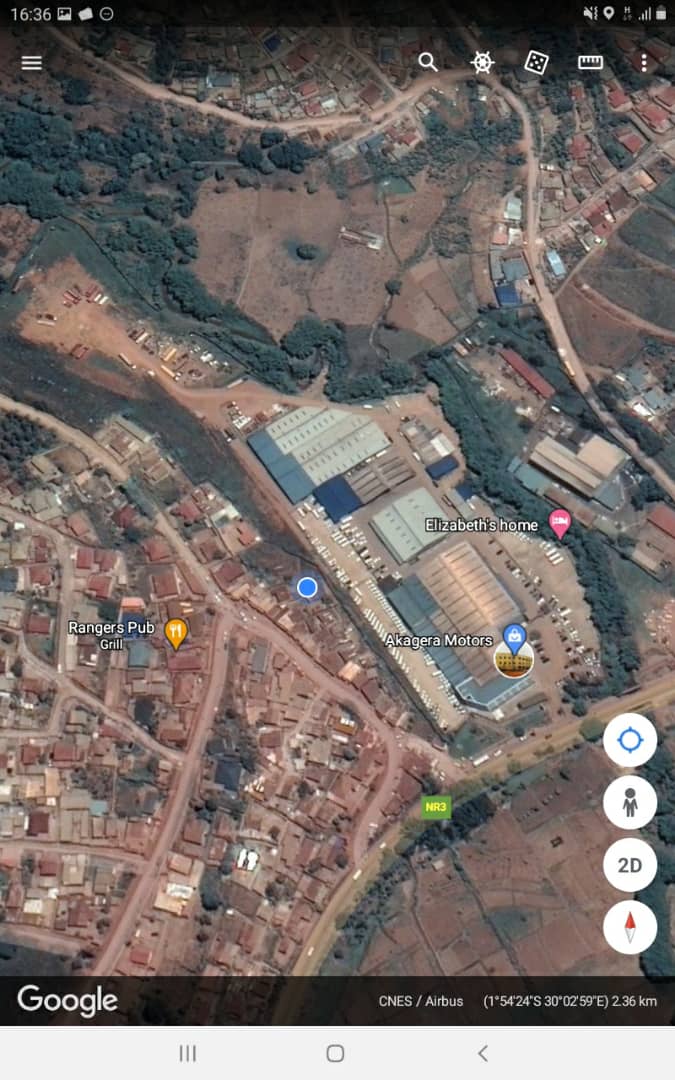 16:36
H
Elizabeth's home
Rangers Pub
Grill
Akagera Motors
NR3
2D
Google
CNES / Airbus (1°54'24"S 30°02'59"E) 2.36 km